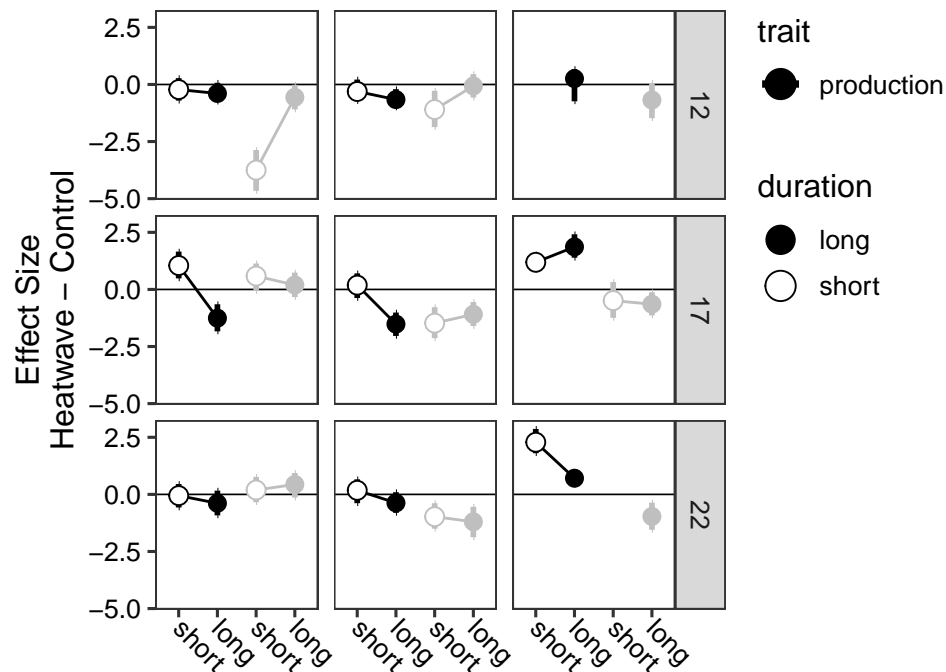 2.5
0.0
−2.5
−5.0
12
2.5
0.0
−2.5
−5.0
17
2.5
0.0
−2.5
−5.0
22
Effect Size
Heatwave − Control
short long short long
short long short long
short long short long
trait
production
duration
long
short